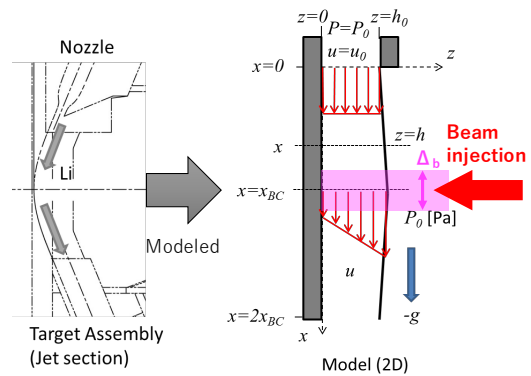 Nozzle
Li
Target Assembly
(Jet section)
Modeled
z=0
z=h₀
P=P₀
u=u₀
z
x=0
x
z=h
Beam
injection
Δb
x=xBC
P₀ [Pa]
u
-g
x=2xBC
x
Model (2D)